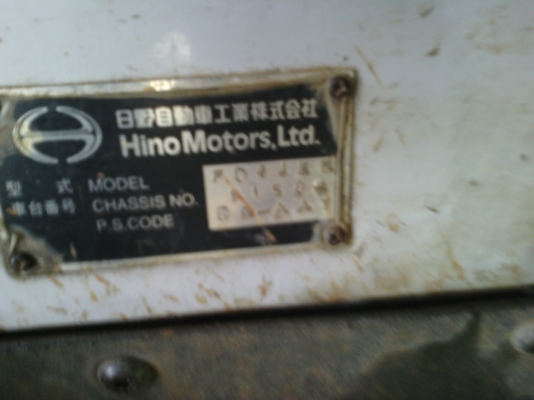 日野自動車工業株式会社
Hino Motors, Ltd.
型 式 MODEL
車台番号 CHASSIS NO.
P.S.CODE